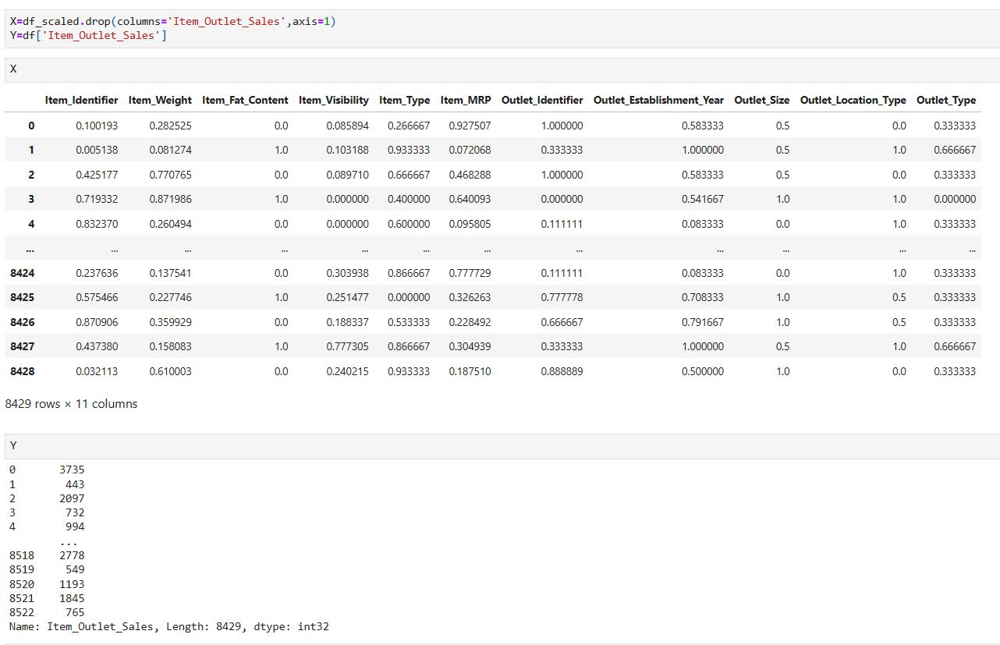 X=df_scaled.drop(columns='Item_Outlet_Sales',axis=1)
Y=df['Item_Outlet_Sales']
X
Item_Identifier Item_Weight Item_Fat_Content Item_Visibility Item_Type Item_MRP Outlet_Identifier Outlet_Establishment_Year Outlet_Size Outlet_Location_Type Outlet_Type
0 0.100193 0.282525 0.0 0.085894 0.266667 0.927507 1.000000 0.583333 0.5 0.0 0.333333
1 0.005138 0.081274 1.0 0.103188 0.933333 0.072068 0.333333 1.000000 0.5 1.0 0.666667
2 0.425177 0.770765 0.0 0.089710 0.666667 0.468288 1.000000 0.583333 0.5 0.0 0.333333
3 0.719332 0.871986 1.0 0.000000 0.400000 0.640093 0.000000 0.541667 1.0 1.0 0.000000
4 0.832370 0.260494 0.0 0.000000 0.600000 0.095805 0.111111 0.083333 0.0 1.0 0.333333
... ... ... ... ... ... ... ... ... ... ... ...
8424 0.237636 0.137541 0.0 0.303938 0.866667 0.777729 0.111111 0.083333 0.0 1.0 0.333333
8425 0.575466 0.227746 1.0 0.251477 0.000000 0.326263 0.777778 0.708333 1.0 0.5 0.333333
8426 0.870906 0.359929 0.0 0.188337 0.533333 0.228492 0.666667 0.791667 1.0 0.5 0.333333
8427 0.437380 0.158083 1.0 0.777305 0.866667 0.304939 0.333333 1.000000 0.5 1.0 0.666667
8428 0.032113 0.610003 0.0 0.240215 0.933333 0.187510 0.888889 0.500000 1.0 0.0 0.333333
8429 rows × 11 columns
Y
0 3735
1 443
2 2097
3 732
4 994
...
8518 2778
8519 549
8520 1193
8521 1845
8522 765
Name: Item_Outlet_Sales, Length: 8429, dtype: int32